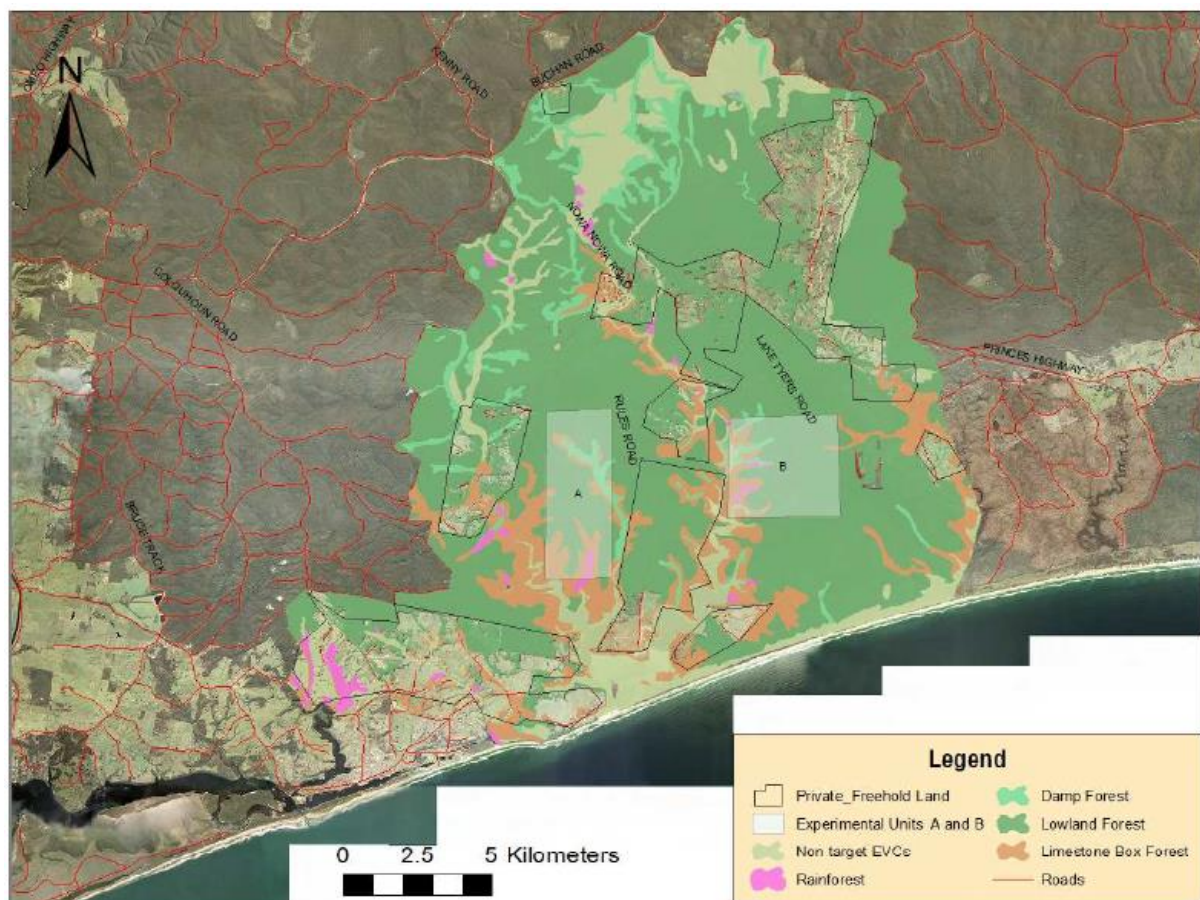 OMEO HIGHWAY
N
KENNY ROAD
BUCHAN ROAD
NOWA NOWA ROAD
COLQUHOUN ROAD
PRINCES HIGHWAY
LAKE TYERS ROAD
RULES ROAD
A
B
BRUCE TRACK
0 2.5 5 Kilometers
Legend
Private_Freehold Land
Experimental Units A and B
Non target EVCs
Rainforest
Damp Forest
Lowland Forest
Limestone Box Forest
Roads